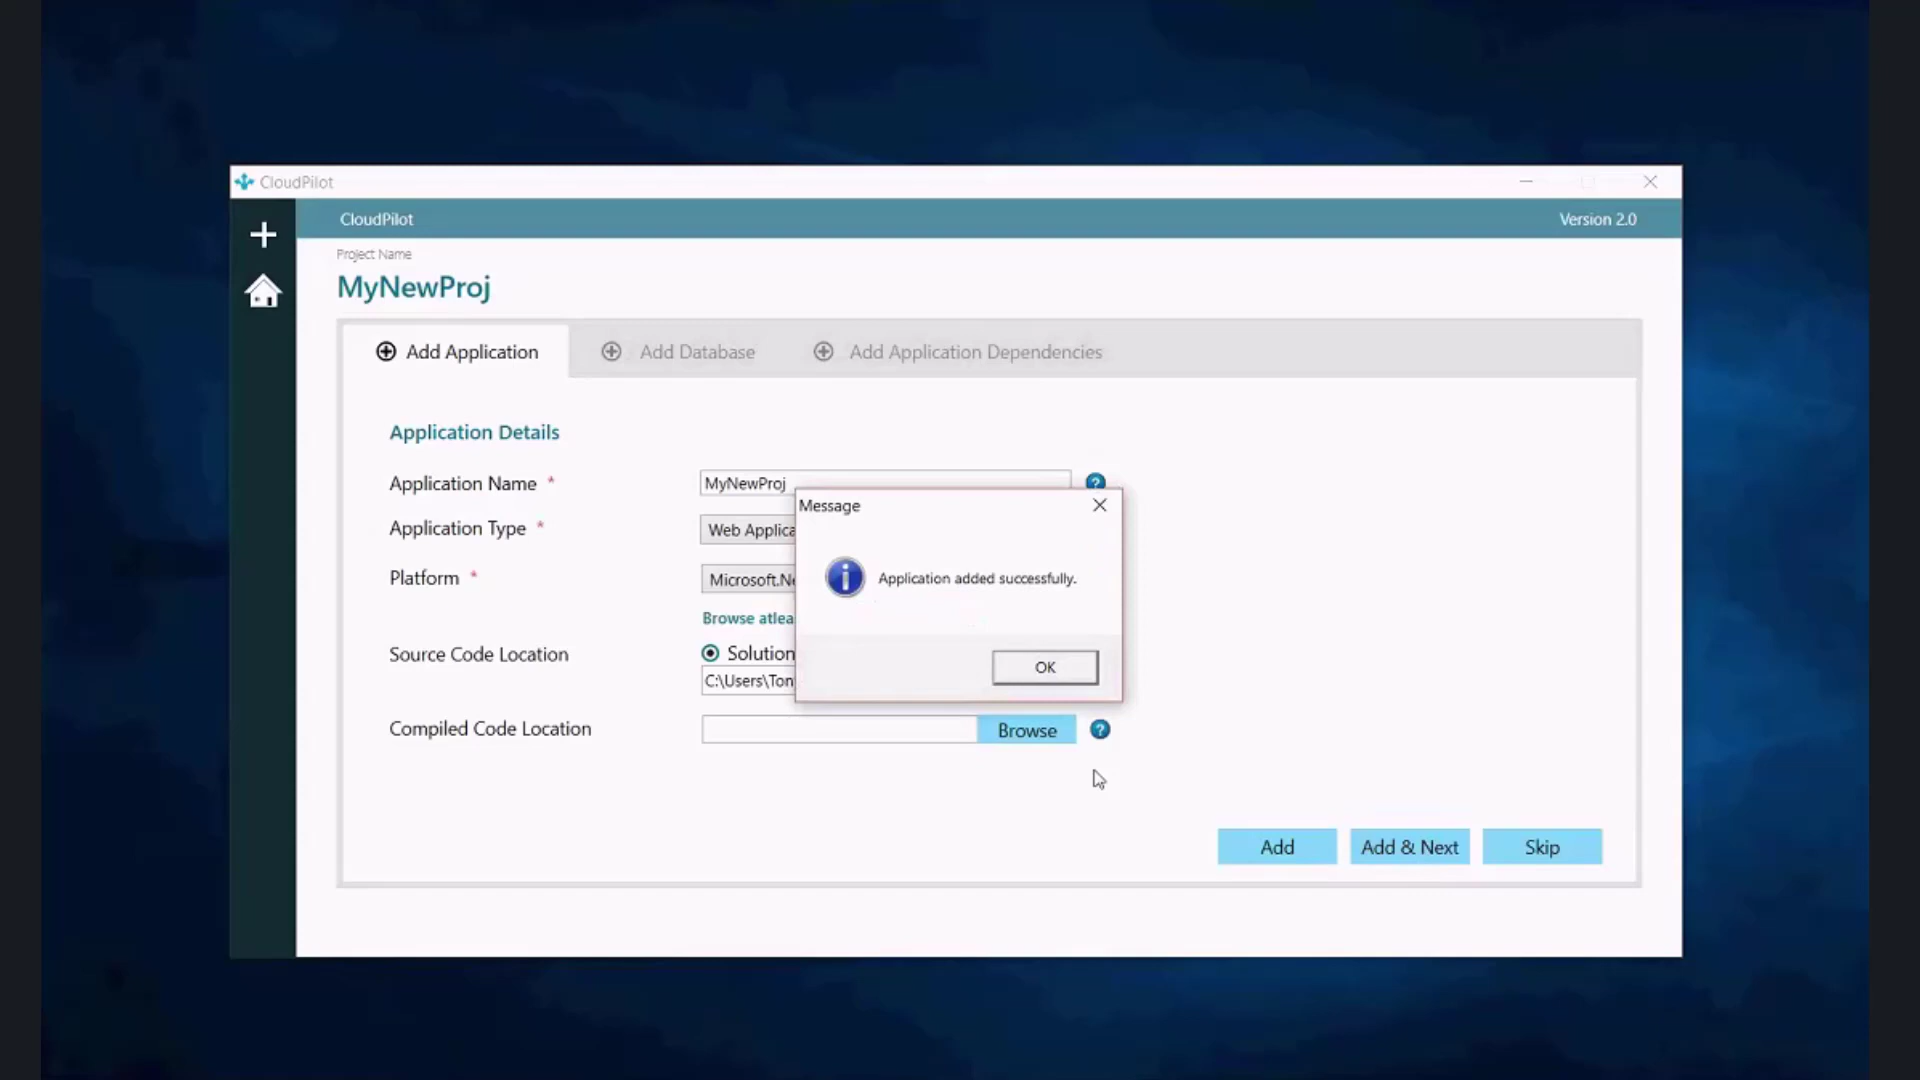 CloudPilot
CloudPilot
Version 2.0
Project Name
MyNewProj
Add Application
Add Database
Add Application Dependencies
Application Details
Application Name *
MyNewProj
?
Message
Application Type *
Web Applica
Application added successfully.
Platform *
Microsoft.Ne
Browse atlea
Source Code Location
Solution
OK
C:\Users\Ton
Compiled Code Location
Browse
?
Add
Add & Next
Skip